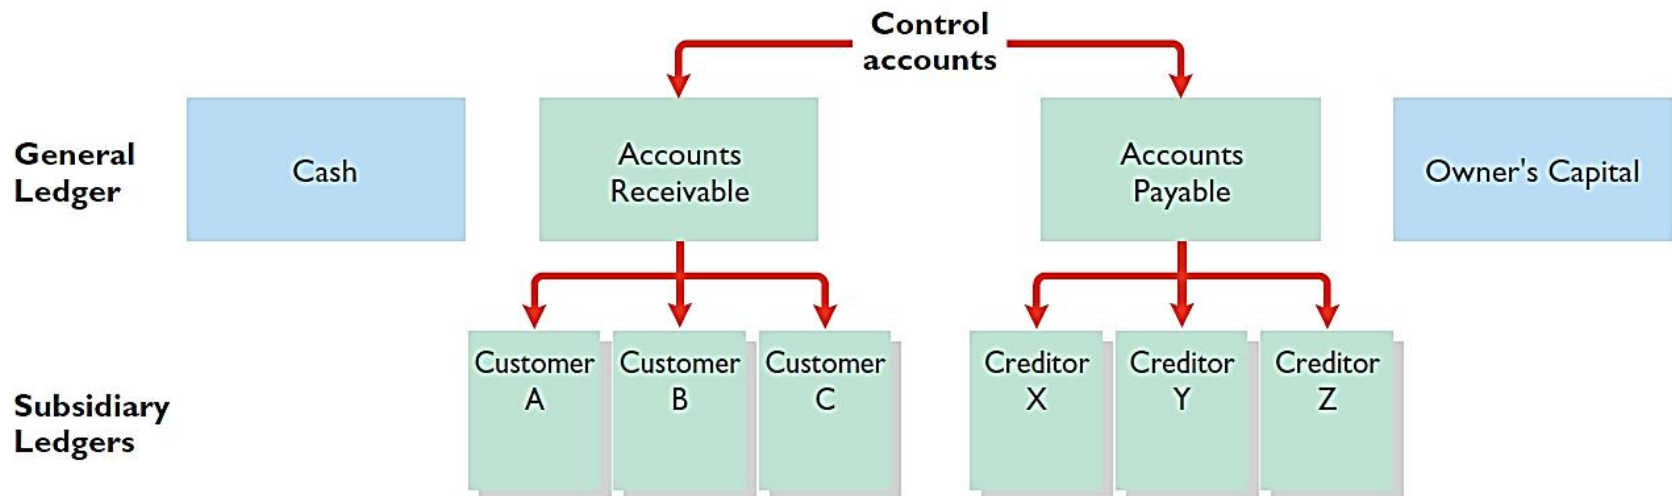 Control
accounts
General
Ledger
Cash
Accounts
Receivable
Accounts
Payable
Owner's Capital
Subsidiary
Ledgers
Customer
A
Customer
B
Customer
C
Creditor
X
Creditor
Y
Creditor
Z